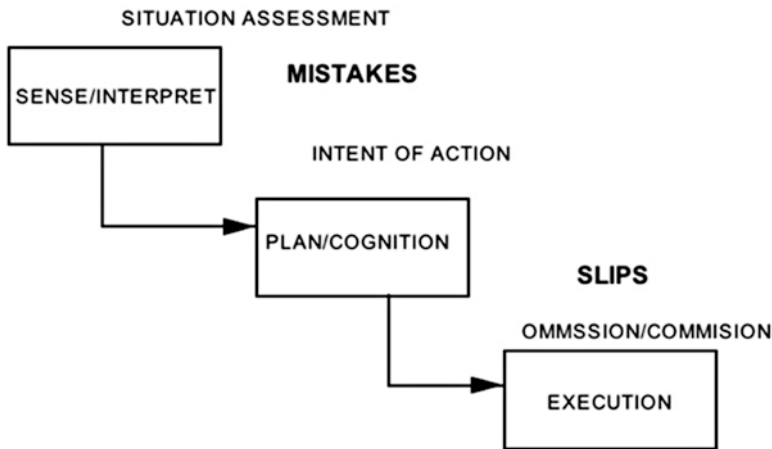 SITUATION ASSESSMENT
SENSE/INTERPRET
MISTAKES
INTENT OF ACTION
PLAN/COGNITION
SLIPS
OMMSSION/COMMISION
EXECUTION